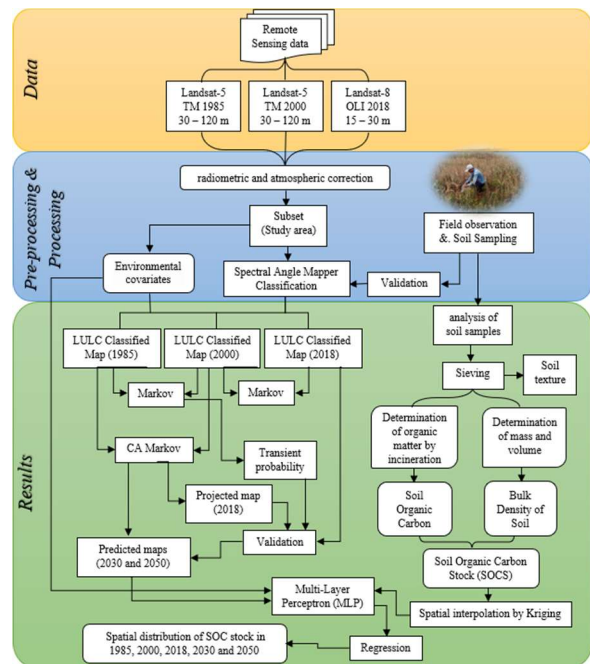 Data
Remote
Sensing data
Landsat-5
TM 1985
30 – 120 m
Landsat-5
TM 2000
30 – 120 m
Landsat-8
OLI 2018
15 – 30 m
Pre-processing &
Processing
radiometric and atmospheric correction
Subset
(Study area)
Field observation
&. Soil Sampling
Environmental
covariates
Spectral Angle Mapper
Classification
Validation
Results
LULC Classified
Map (1985)
LULC Classified
Map (2000)
LULC Classified
Map (2018)
analysis of
soil samples
Markov
Markov
Sieving
Soil
texture
CA Markov
Transient
probability
Determination
of organic
matter by
incineration
Determination
of mass and
volume
Projected map
(2018)
Soil
Organic
Carbon
Bulk
Density of
Soil
Validation
Predicted maps
(2030 and 2050)
Soil Organic Carbon
Stock (SOCS)
Multi-Layer
Perceptron (MLP)
Spatial interpolation by Kriging
Spatial distribution of SOC stock in
1985, 2000, 2018, 2030 and 2050
Regression